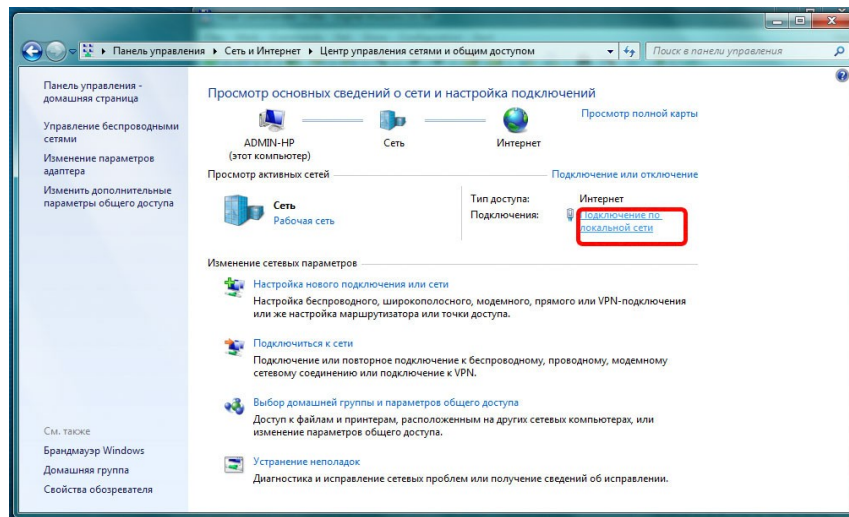 Панель управления
Сеть и Интернет
Центр управления сетями и общим доступом
Поиск в панели управления
Панель управления -
домашняя страница
Управление беспроводными
сетями
Изменение параметров
адаптера
Изменить дополнительные
параметры общего доступа
См. также
Брандмауэр Windows
Домашняя группа
Свойства обозревателя
Просмотр основных сведений о сети и настройка подключений
Просмотр полной карты
ADMIN-HP
(этот компьютер)
Сеть
Интернет
Просмотр активных сетей
Подключение или отключение
Сеть
Рабочая сеть
Тип доступа: Интернет
Подключения: Подключение по
локальной сети
Изменение сетевых параметров
Настройка нового подключения или сети
Настройка беспроводного, широкополосного, модемного, прямого или VPN-подключения
или же настройка маршрутизатора или точки доступа.
Подключиться к сети
Подключение или повторное подключение к беспроводному, проводному, модемному
сетевому соединению или подключение к VPN.
Выбор домашней группы и параметров общего доступа
Доступ к файлам и принтерам, расположенным на других сетевых компьютерах, или
изменение параметров общего доступа.
Устранение неполадок
Диагностика и исправление сетевых проблем или получение сведений об исправлении.